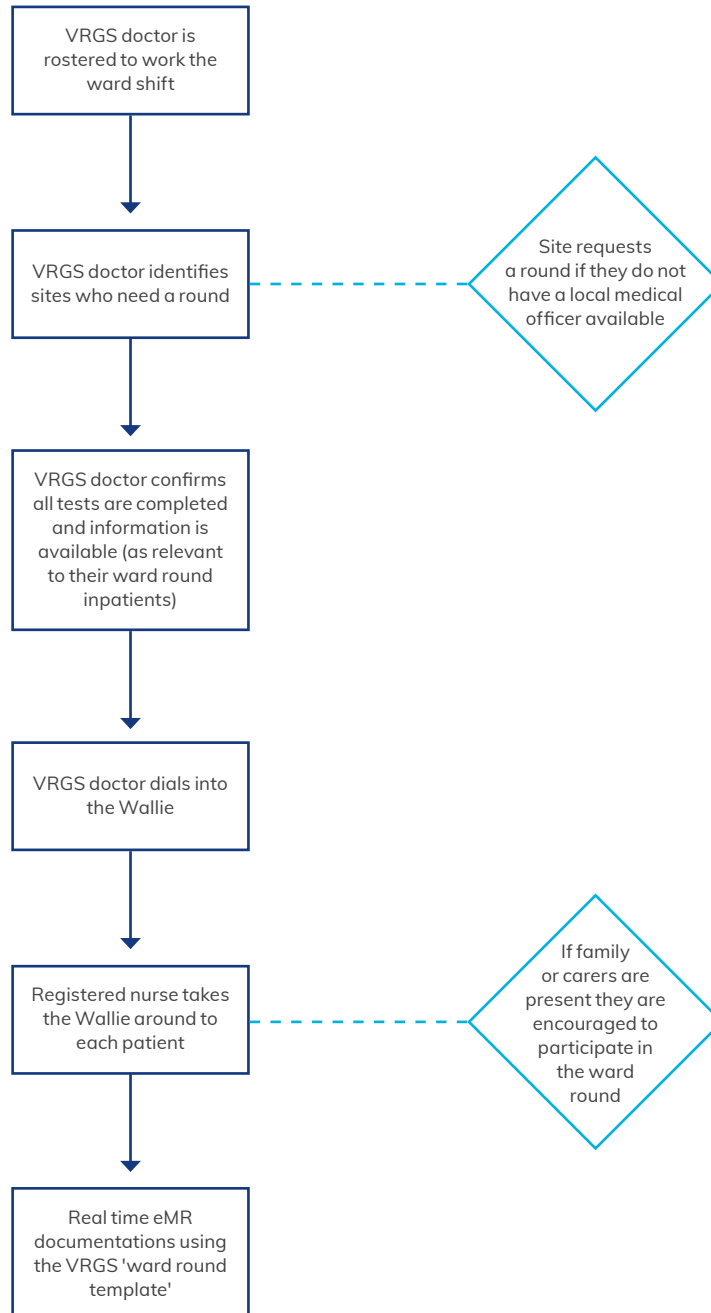 VRGS doctor is
rostered to work the
ward shift
VRGS doctor identifies
sites who need a round
Site requests
a round if they do not
have a local medical
officer available
VRGS doctor confirms
all tests are completed
and information is
available (as relevant
to their ward round
inpatients)
VRGS doctor dials into
the Wallie
Registered nurse takes
the Wallie around to
each patient
If family
or carers are
present they are
encouraged to
participate in
the ward
round
Real time eMR
documentations using
the VRGS 'ward round
template'